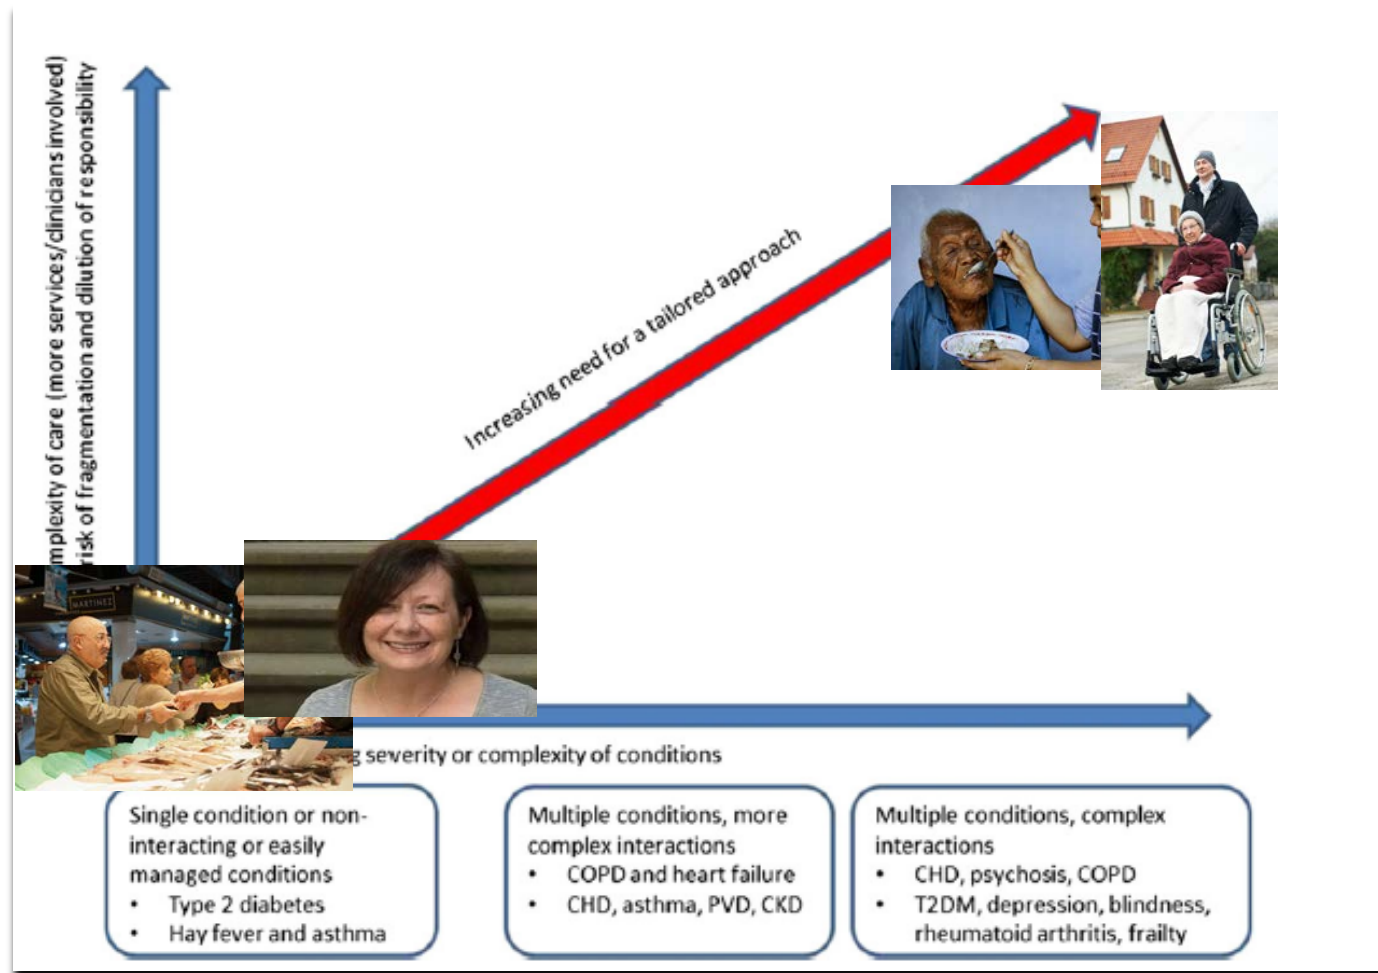 mplexity of care (more services/clinicians involved)
risk of fragmentation and dilution of responsibility
Increasing need for a tailored approach
MARTINEZ
g severity or complexity of conditions
Single condition or non-
interacting or easily
managed conditions
• Type 2 diabetes
• Hay fever and asthma
Multiple conditions, more
complex interactions
• COPD and heart failure
• CHD, asthma, PVD, CKD
Multiple conditions, complex
interactions
• CHD, psychosis, COPD
• T2DM, depression, blindness,
rheumatoid arthritis, frailty